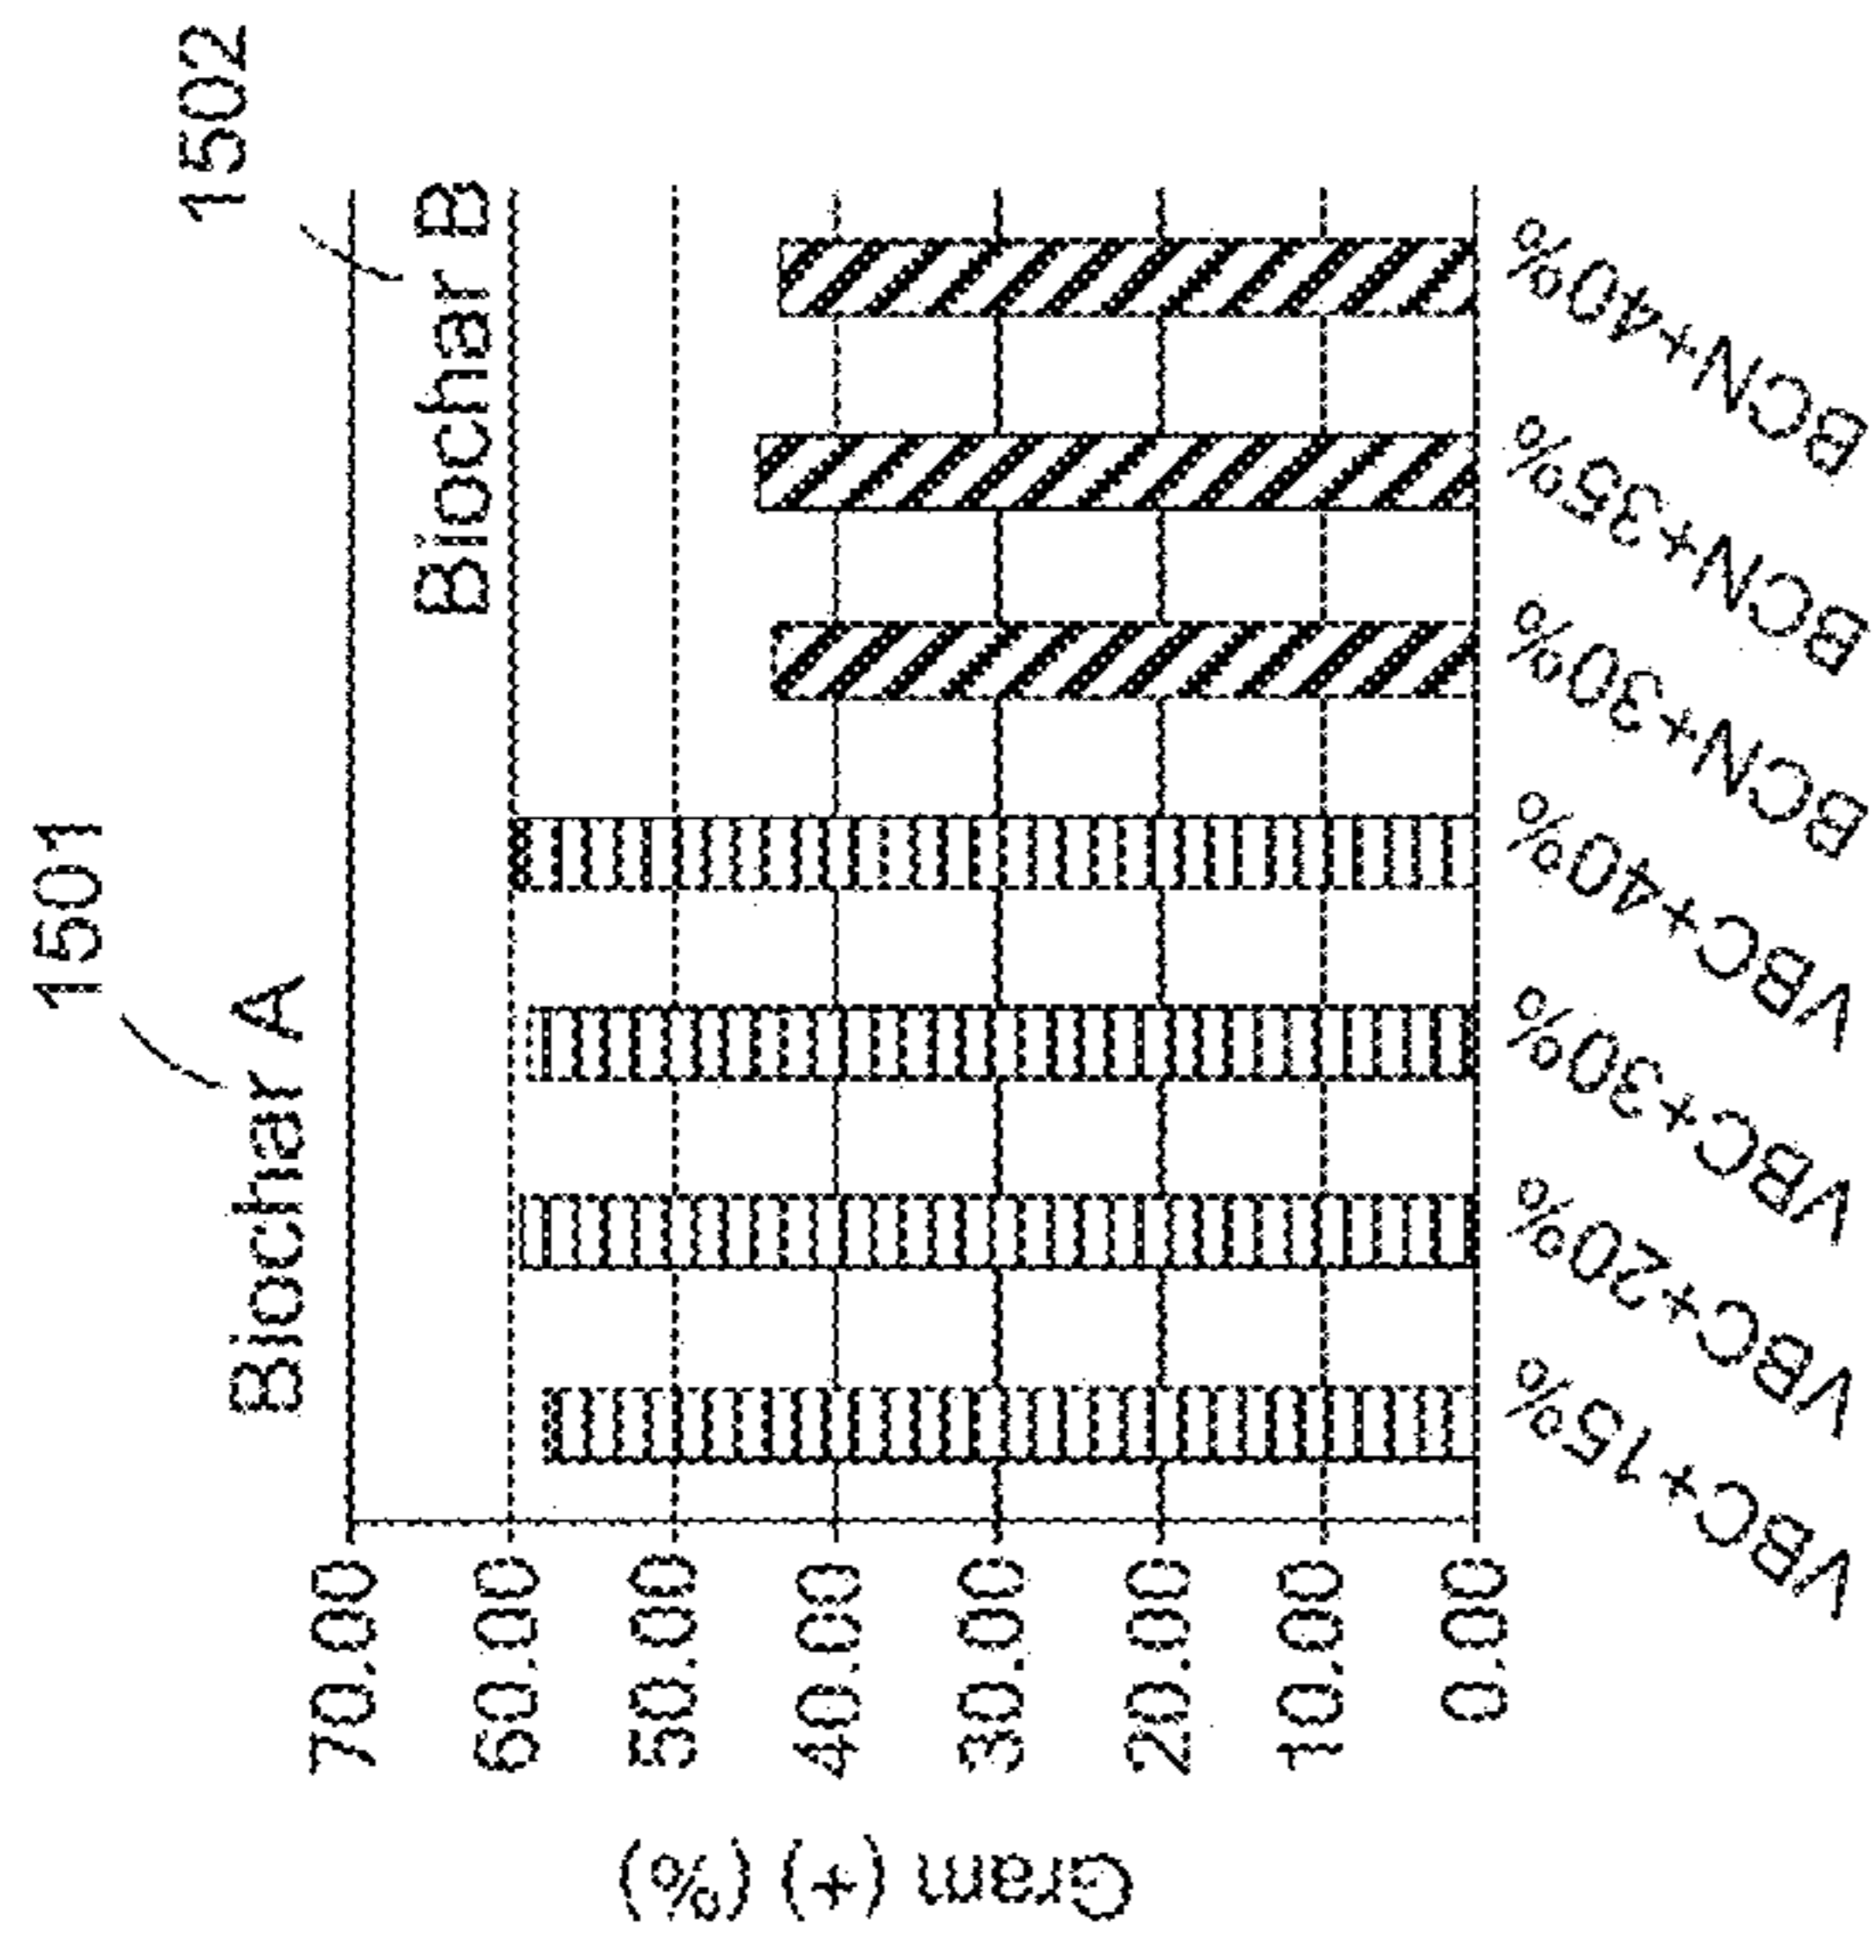 1501
1502
Biochar A
Biochar B
Gram (+) (%)
70.00
60.00
50.00
40.00
30.00
20.00
10.00
0.00
VBC+15%
VBC+20%
VBC+30%
VBC+40%
BCN+30%
BCN+35%
BCN+40%